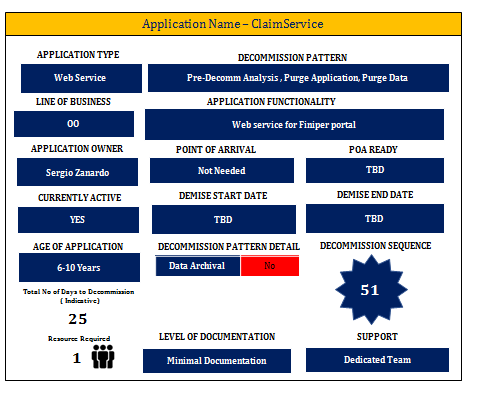 Application Name – ClaimService
APPLICATION TYPE
DECOMMISSION PATTERN
Web Service
Pre-Decomm Analysis , Purge Application, Purge Data
LINE OF BUSINESS
APPLICATION FUNCTIONALITY
OO
Web service for Finiper portal
APPLICATION OWNER
POINT OF ARRIVAL
POA READY
Sergio Zanardo
Not Needed
TBD
CURRENTLY ACTIVE
DEMISE START DATE
DEMISE END DATE
YES
TBD
TBD
AGE OF APPLICATION
DECOMMISSION PATTERN DETAIL
DECOMMISSION SEQUENCE
6-10 Years
Data Archival
No
51
Total No of Days to Decommission
( Indicative)
25
Resource Required
1
LEVEL OF DOCUMENTATION
SUPPORT
Minimal Documentation
Dedicated Team